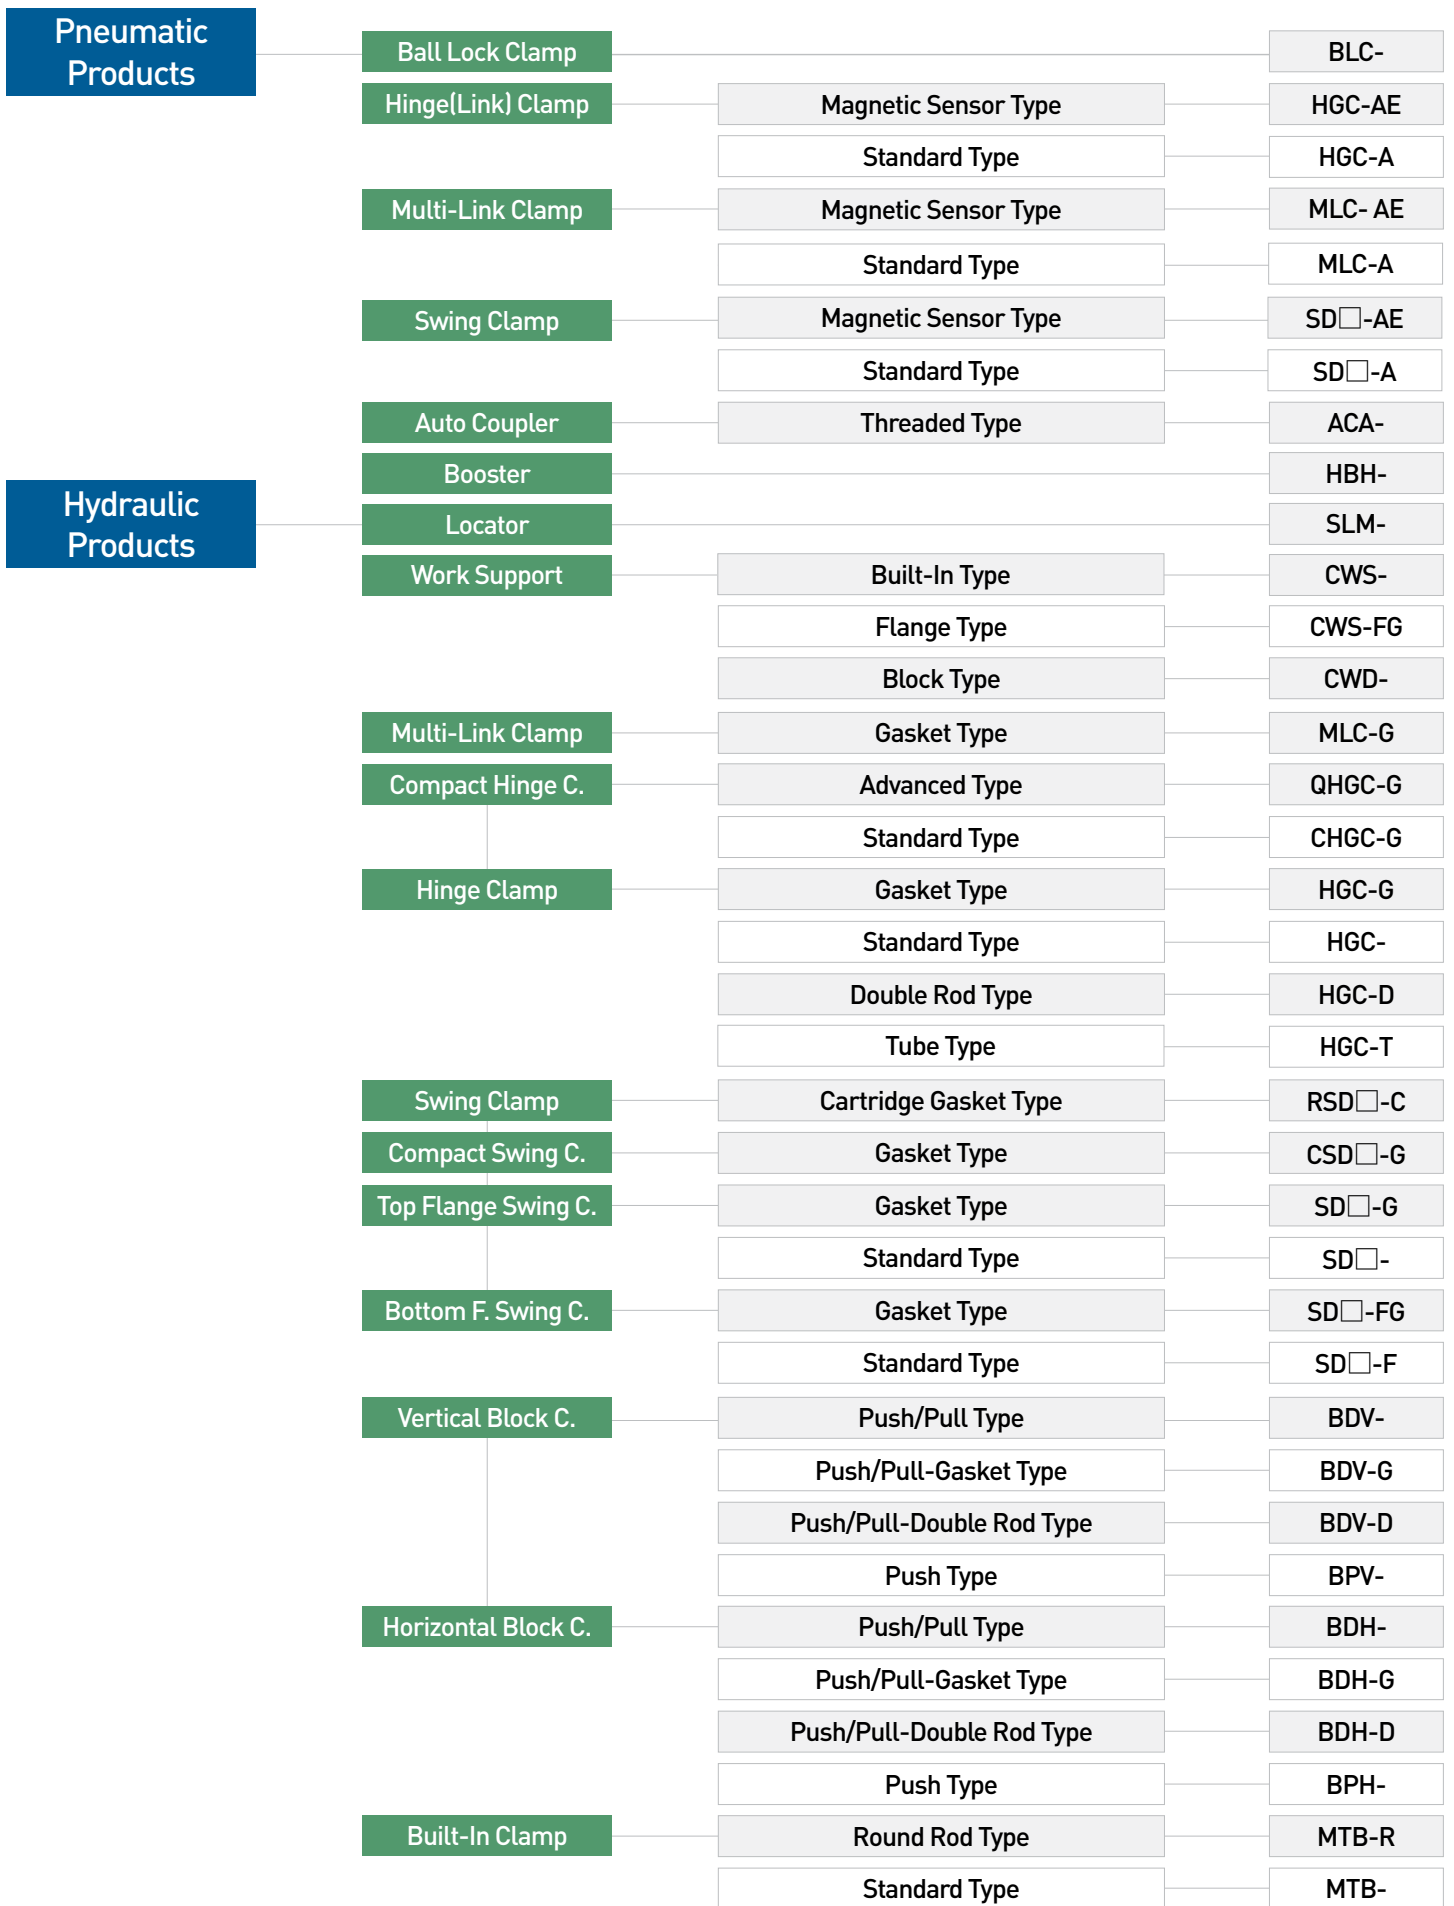 Pneumatic
Products
Ball Lock Clamp
BLC-
Hinge(Link) Clamp
Magnetic Sensor Type
HGC-AE
Standard Type
HGC-A
Multi-Link Clamp
Magnetic Sensor Type
MLC- AE
Standard Type
MLC-A
Swing Clamp
Magnetic Sensor Type
SD□-AE
Standard Type
SD□-A
Auto Coupler
Threaded Type
ACA-
Booster
HBH-
Hydraulic
Products
Locator
SLM-
Work Support
Built-In Type
CWS-
Flange Type
CWS-FG
Block Type
CWD-
Multi-Link Clamp
Gasket Type
MLC-G
Compact Hinge C.
Advanced Type
QHGC-G
Standard Type
CHGC-G
Hinge Clamp
Gasket Type
HGC-G
Standard Type
HGC-
Double Rod Type
HGC-D
Tube Type
HGC-T
Swing Clamp
Cartridge Gasket Type
RSD□-C
Compact Swing C.
Gasket Type
CSD□-G
Top Flange Swing C.
Gasket Type
SD□-G
Standard Type
SD□-
Bottom F. Swing C.
Gasket Type
SD□-FG
Standard Type
SD□-F
Vertical Block C.
Push/Pull Type
BDV-
Push/Pull-Gasket Type
BDV-G
Push/Pull-Double Rod Type
BDV-D
Push Type
BPV-
Horizontal Block C.
Push/Pull Type
BDH-
Push/Pull-Gasket Type
BDH-G
Push/Pull-Double Rod Type
BDH-D
Push Type
BPH-
Built-In Clamp
Round Rod Type
MTB-R
Standard Type
MTB-